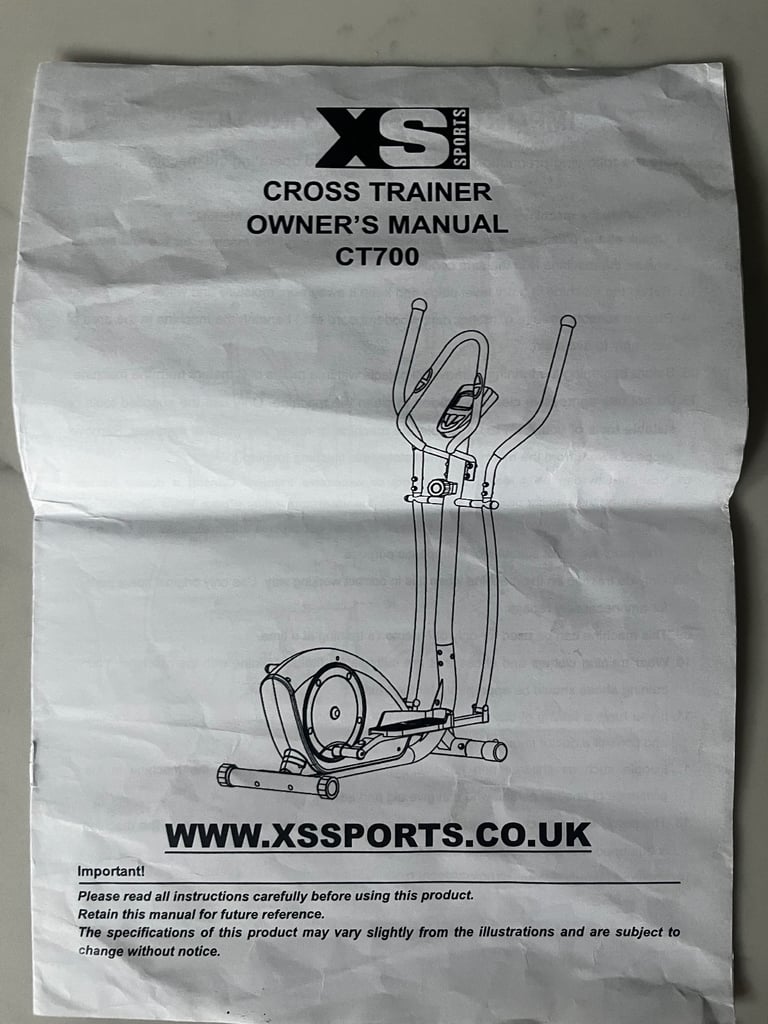 XS SPORTS
CROSS TRAINER
OWNER'S MANUAL
CT700
WWW.XSSPORTS.CO.UK
Important!
Please read all instructions carefully before using this product.
Retain this manual for future reference.
The specifications of this product may vary slightly from the illustrations and are subject to
change without notice.